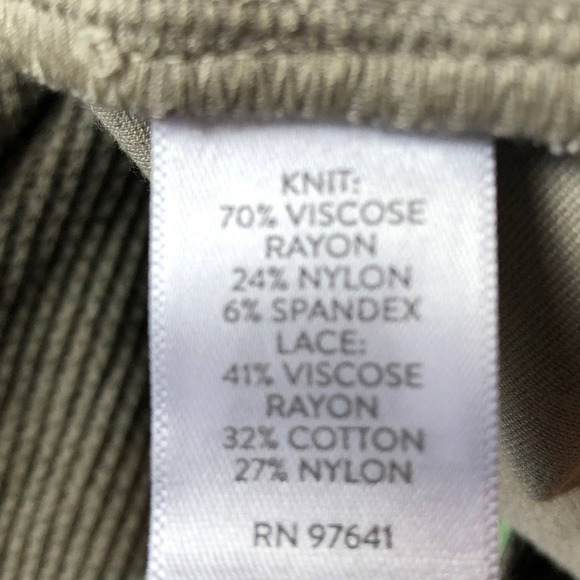 KNIT:
70% VISCOSE
RAYON
24% NYLON
6% SPANDEX
LACE:
41% VISCOSE
RAYON
32% COTTON
27% NYLON
RN 97641